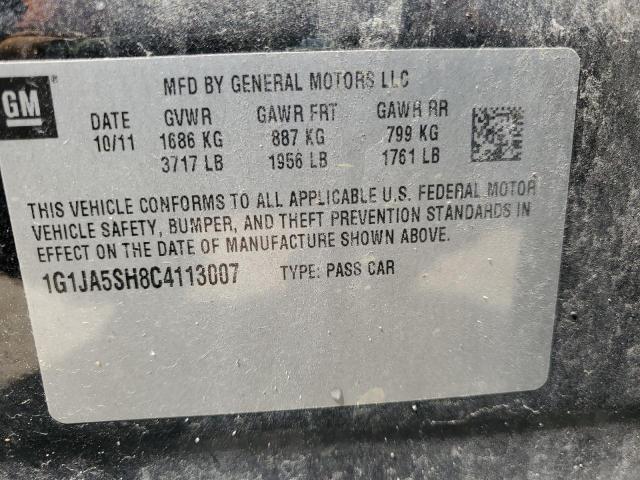 GM
MFD BY GENERAL MOTORS LLC
DATE GVWR GAWR FRT GAWR RR
10/11 1686 KG 887 KG 799 KG
3717 LB 1956 LB 1761 LB
THIS VEHICLE CONFORMS TO ALL APPLICABLE U.S. FEDERAL MOTOR
VEHICLE SAFETY, BUMPER, AND THEFT PREVENTION STANDARDS IN
EFFECT ON THE DATE OF MANUFACTURE SHOWN ABOVE.
1G1JA5SH8C4113007 TYPE: PASS CAR